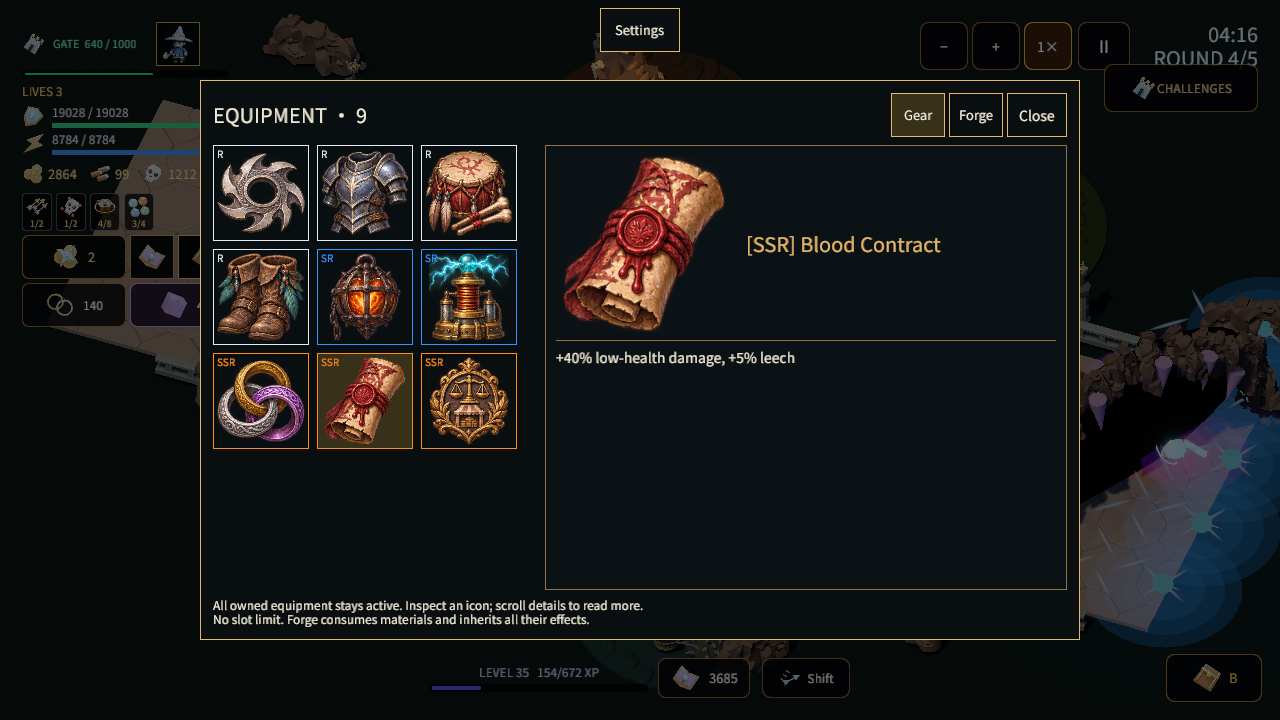 Settings
GATE 640 / 1000
04:16
ROUND 4/5
− + 1× II
CHALLENGES
LIVES 3
19028 / 19028
8784 / 8784
2864 99 1212
1/2 1/2 4/8 3/4
2
140
EQUIPMENT • 9
Gear Forge Close
R R R
R SR SR
SSR SSR SSR
[SSR] Blood Contract
+40% low-health damage, +5% leech
All owned equipment stays active. Inspect an icon; scroll details to read more.
No slot limit. Forge consumes materials and inherits all their effects.
LEVEL 35 154/672 XP
3685
Shift
B